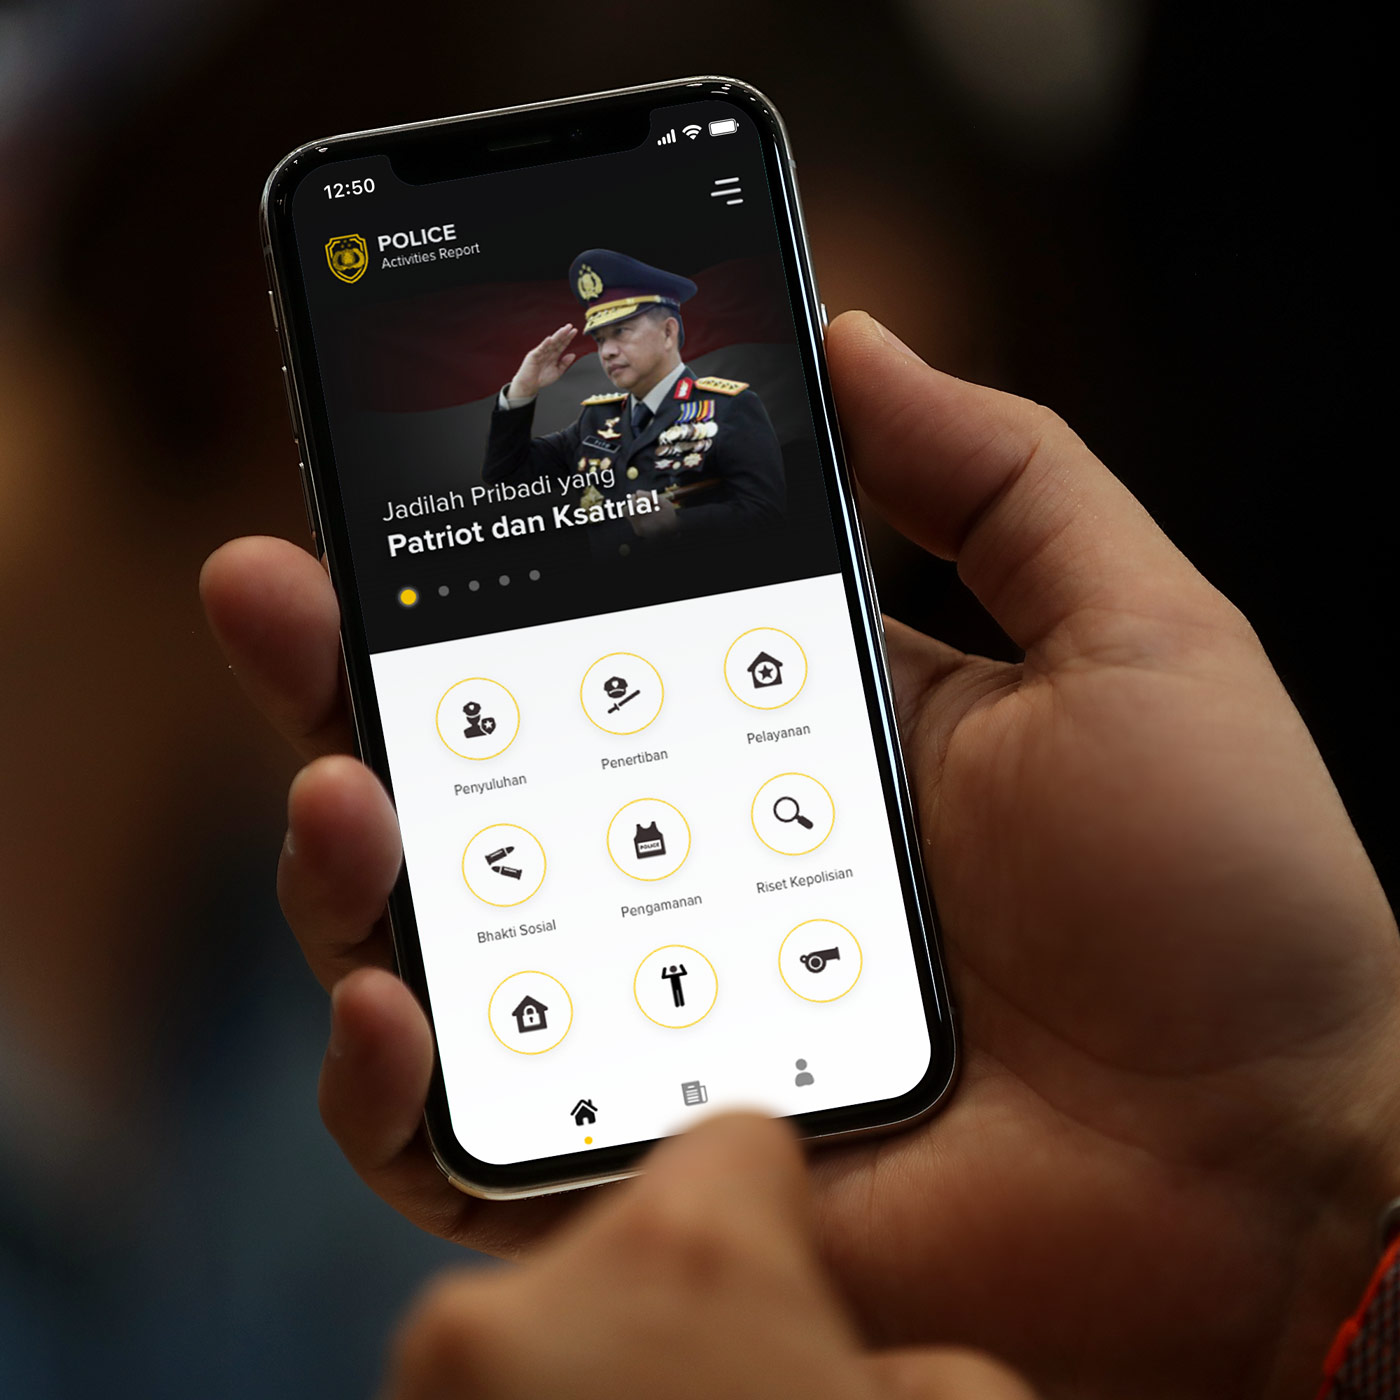 12:50
POLICE
Activities Report
Jadilah Pribadi yang
Patriot dan Ksatria!
Penyuluhan
Penertiban
Pelayanan
Bhakti Sosial
Pengamanan
Riset Kepolisian
POLICE